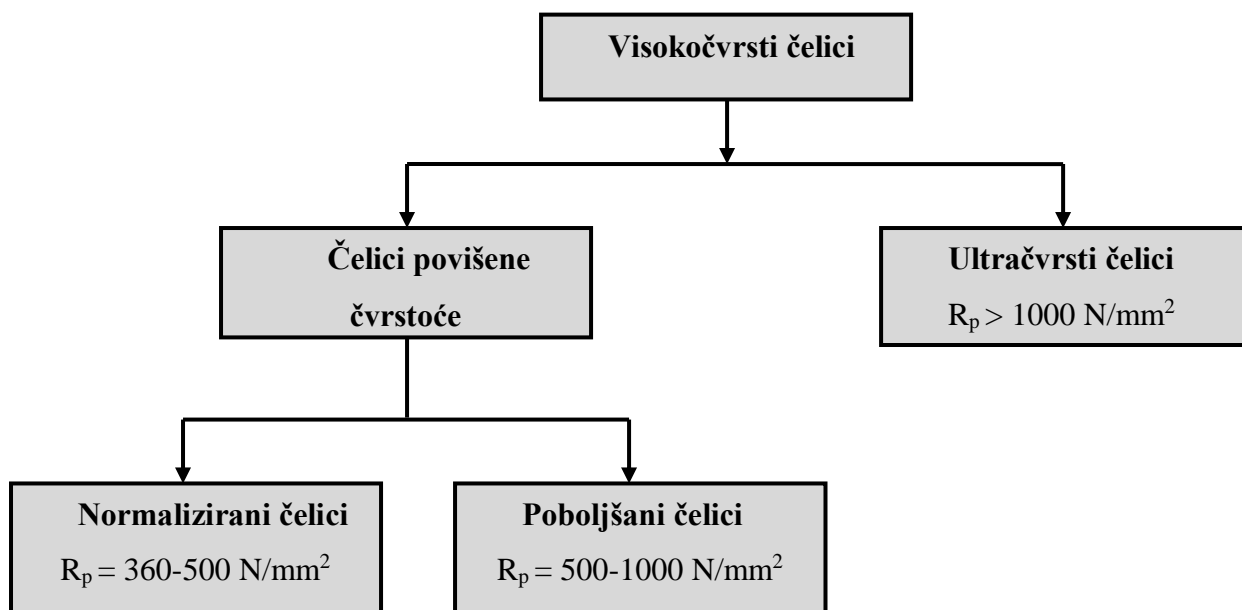 Visokočvrsti čelici
Čelici povišene
čvrstoće
Ultračvrsti čelici
Rₚ > 1000 N/mm²
Normalizirani čelici
Rₚ = 360-500 N/mm²
Poboljšani čelici
Rₚ = 500-1000 N/mm²